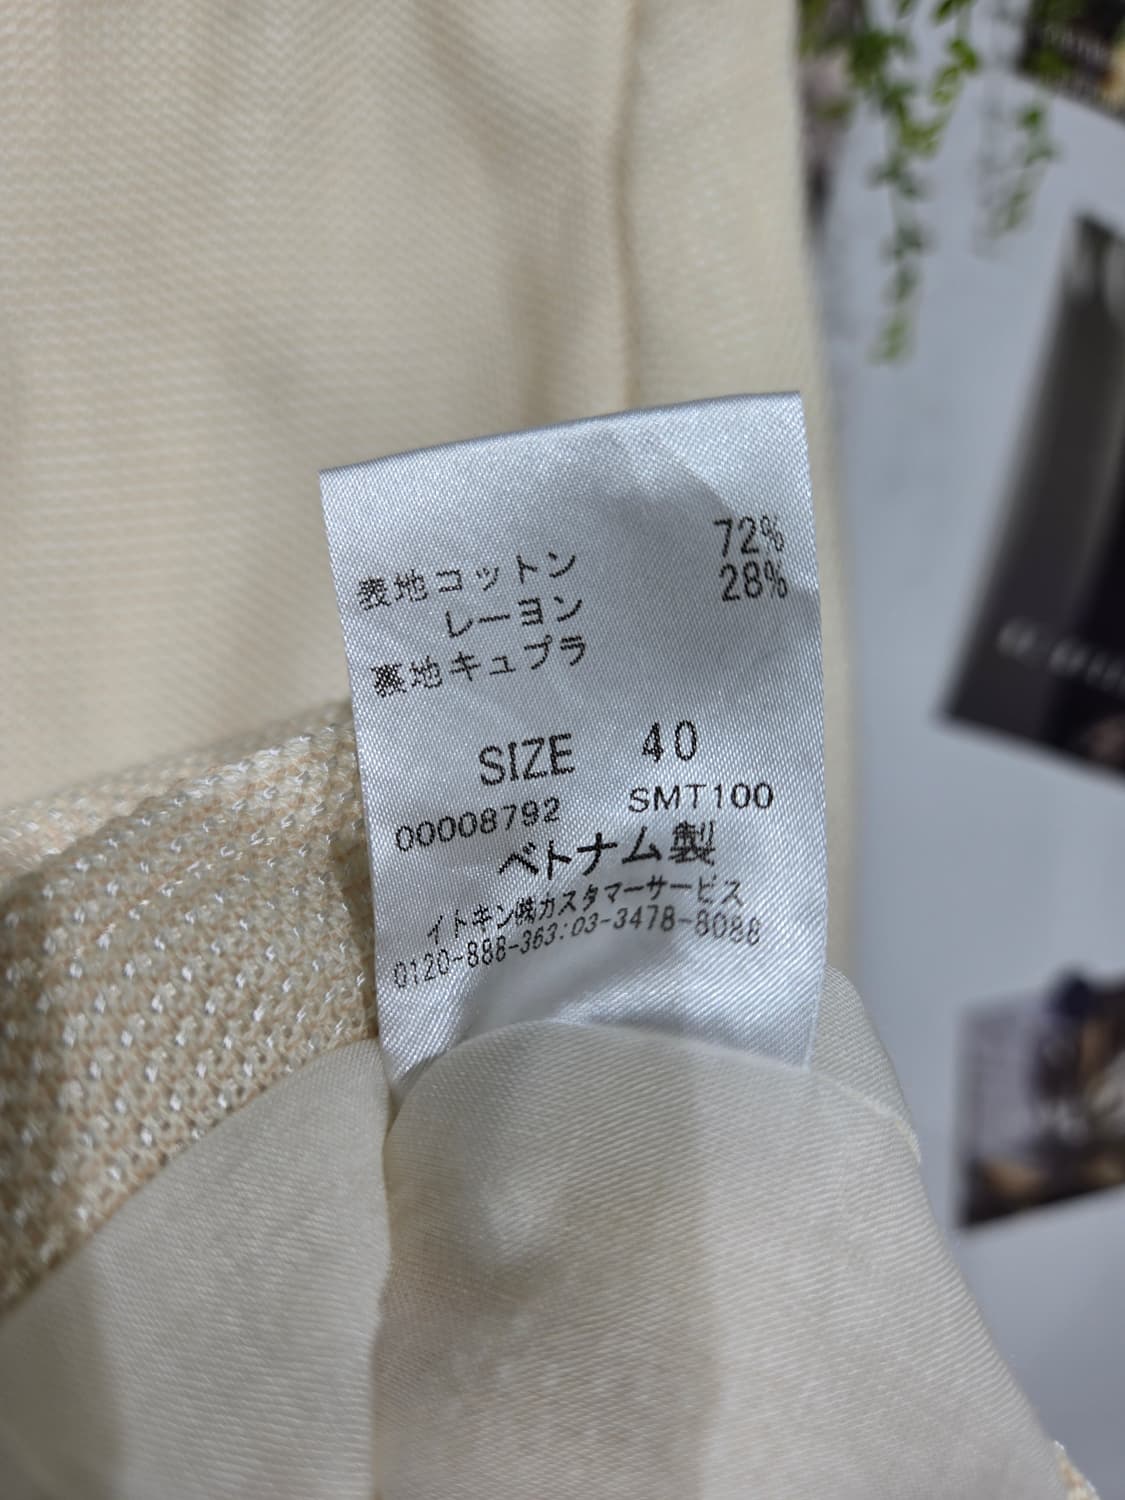 表地コットン 72%
レーヨン 28%
裏地キュプラ
SIZE 40
00008792 SMT100
ベトナム製
イトキン㈱カスタマーサービス
0120-888-363:03-3478-8088